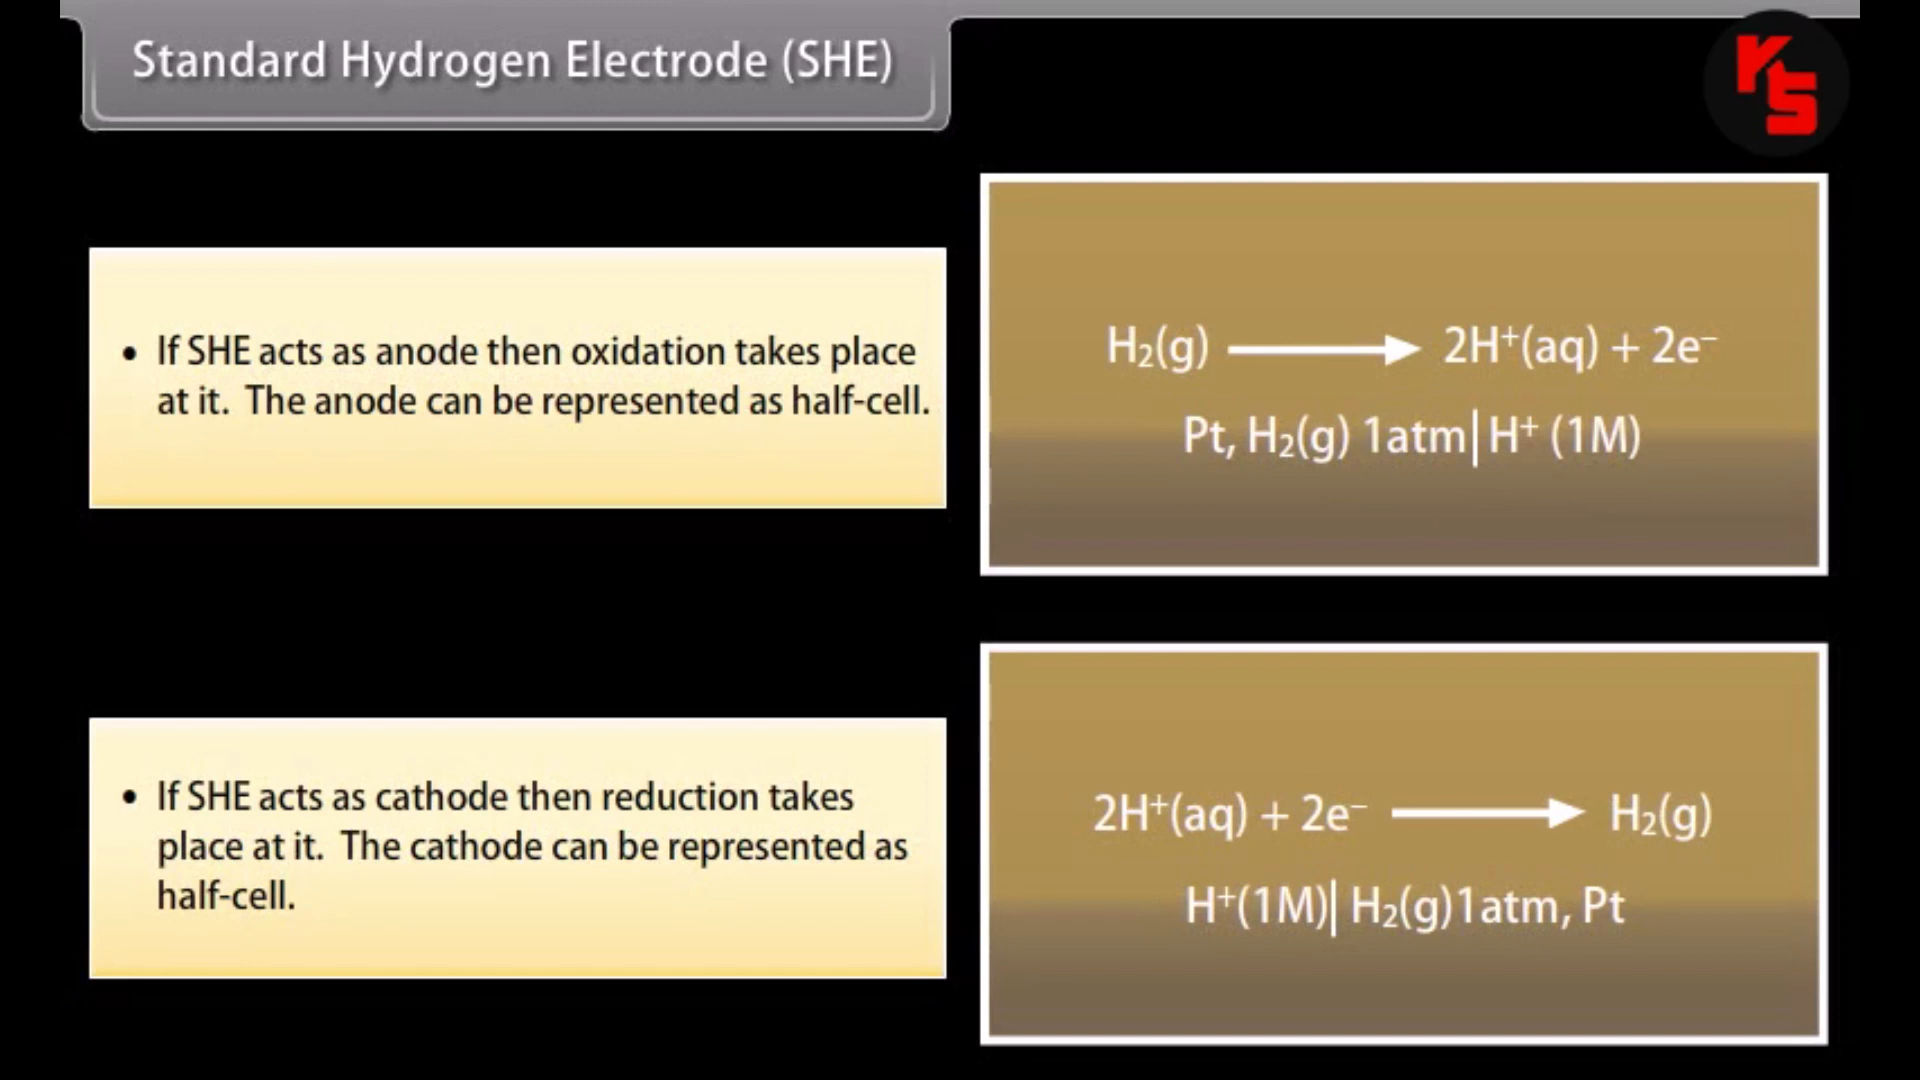 Standard Hydrogen Electrode (SHE)
rs
• If SHE acts as anode then oxidation takes place
at it. The anode can be represented as half-cell.
H₂(g) ⟶ 2H⁺(aq) + 2e⁻
Pt, H₂(g) 1atm| H⁺ (1M)
• If SHE acts as cathode then reduction takes
place at it. The cathode can be represented as
half-cell.
2H⁺(aq) + 2e⁻ ⟶ H₂(g)
H⁺(1M)| H₂(g)1atm, Pt